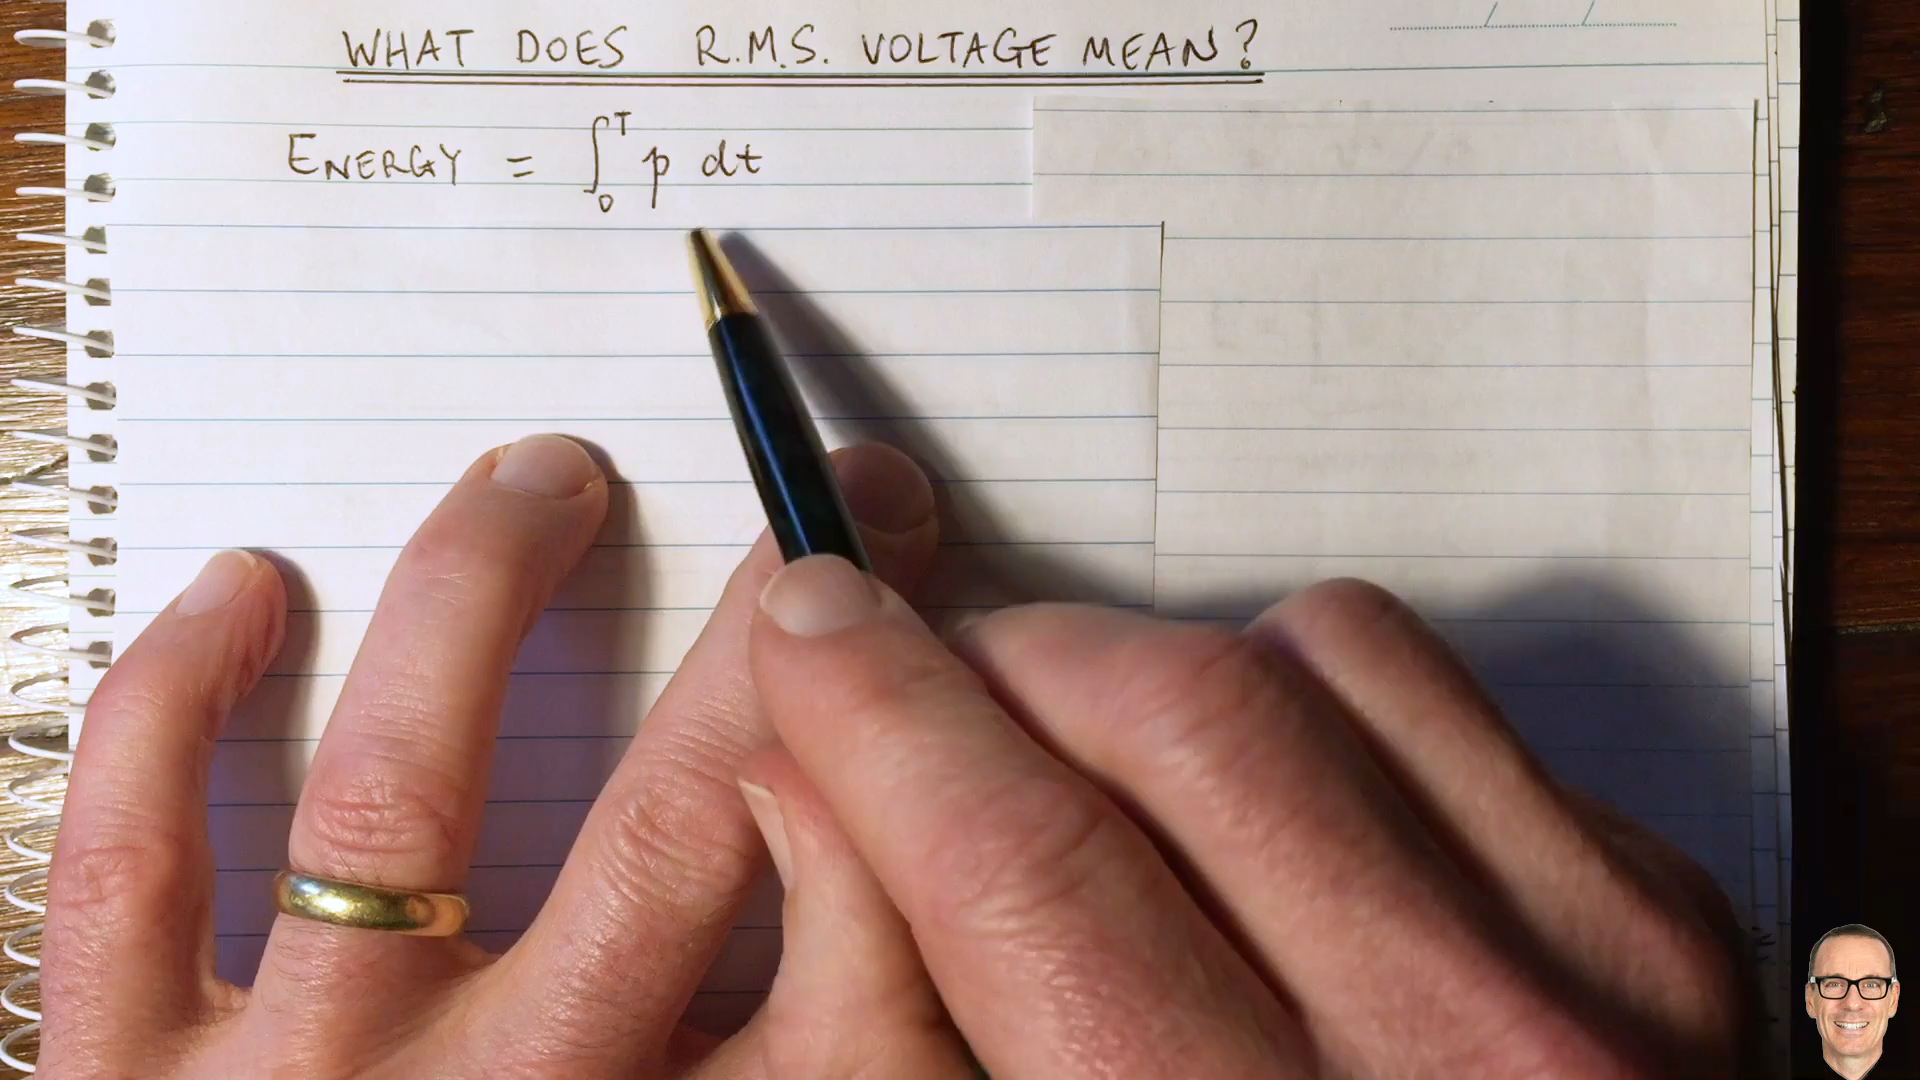 WHAT DOES R.M.S. VOLTAGE MEAN?
ENERGY = ∫₀ᵀ p dt